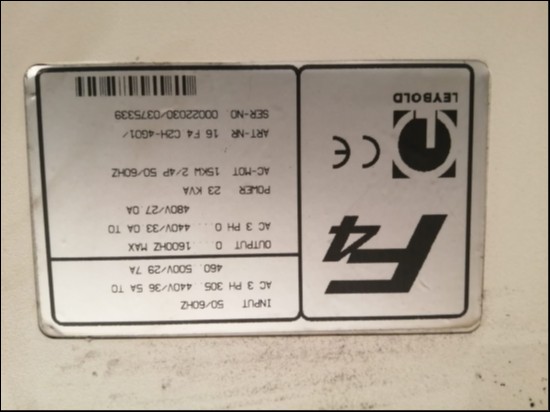 F4
CE
LEYBOLD
INPUT 50/60HZ
AC 3 PH 305. 440V/36.5A TO
460. 500V/29.7A
OUTPUT 0... 1600HZ MAX
AC 3 PH 0... 440V/33.0A TO
480V/27.0A
POWER 23 KVA
AC-MOT 15KW 2/4P 50/60HZ
ART-NR 16 F4 C2H-4G01/
SER-NO. 00022030/0375339